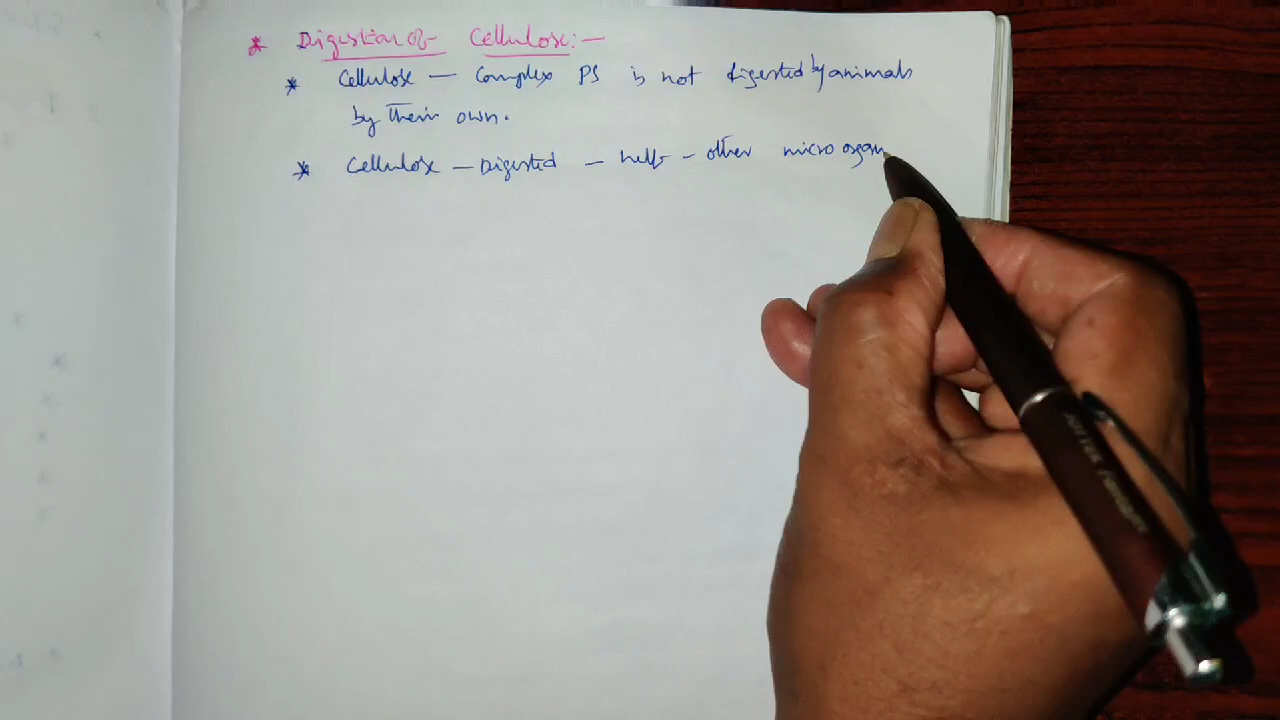 * Digestion of Cellulose:-
* Cellulose – Complex PS is not digested by animals
by their own.
* Cellulose – Digested – help – other micro organ